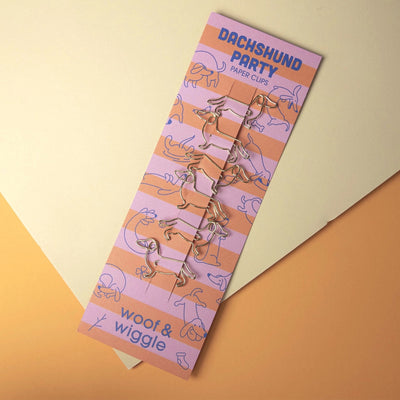 DACHSHUND
PARTY
PAPER CLIPS
woof &
wiggle